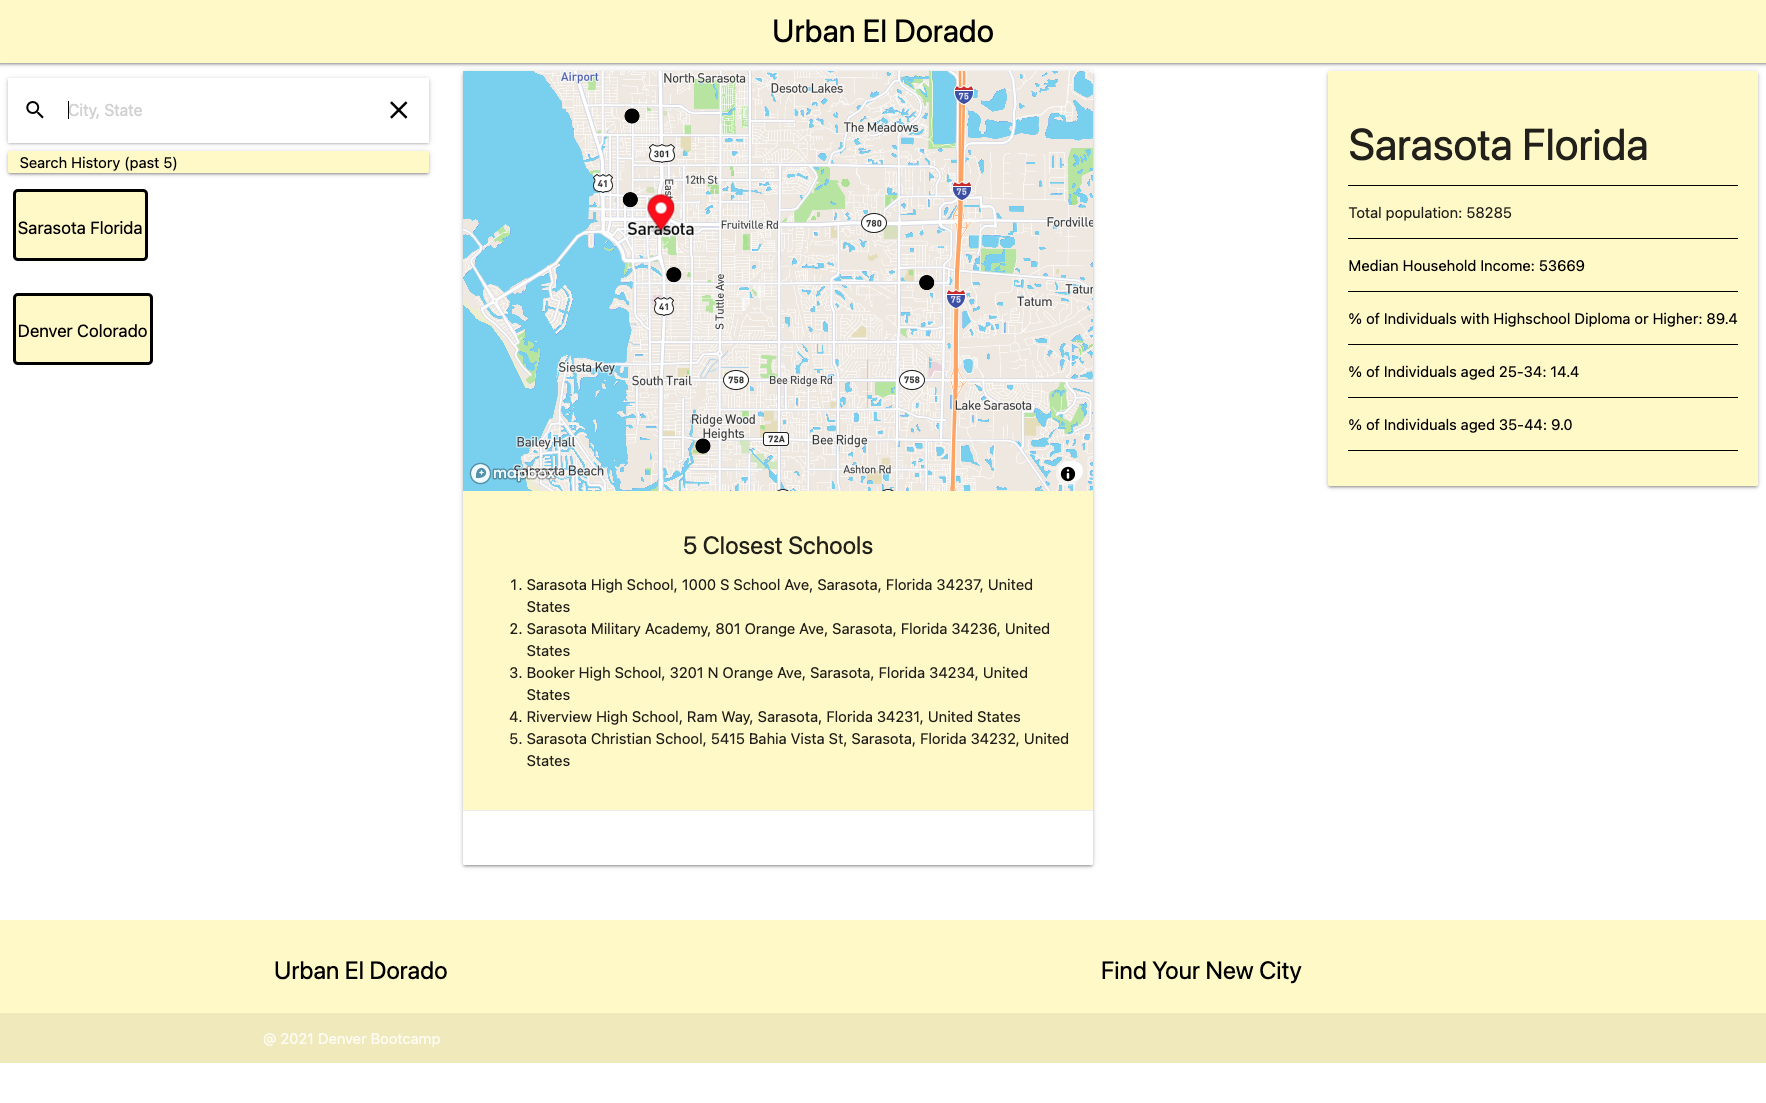 Urban El Dorado
City, State
Search History (past 5)
Sarasota Florida
Denver Colorado
Airport
North Sarasota
Desoto Lakes
75
The Meadows
301
41
12th St
75
Sarasota
Fruitville Rd
780
Fordville
S Tuttle Ave
41
75
Tatum
Tatum
Siesta Key
South Trail
758
Bee Ridge Rd
758
Lake Sarasota
Ridge Wood
Heights
72A
Bee Ridge
Bailey Hall
Sarasota Beach
mapbox
Ashton Rd
5 Closest Schools
1. Sarasota High School, 1000 S School Ave, Sarasota, Florida 34237, United
States
2. Sarasota Military Academy, 801 Orange Ave, Sarasota, Florida 34236, United
States
3. Booker High School, 3201 N Orange Ave, Sarasota, Florida 34234, United
States
4. Riverview High School, Ram Way, Sarasota, Florida 34231, United States
5. Sarasota Christian School, 5415 Bahia Vista St, Sarasota, Florida 34232, United
States
Sarasota Florida
Total population: 58285
Median Household Income: 53669
% of Individuals with Highschool Diploma or Higher: 89.4
% of Individuals aged 25-34: 14.4
% of Individuals aged 35-44: 9.0
Urban El Dorado
Find Your New City
@ 2021 Denver Bootcamp